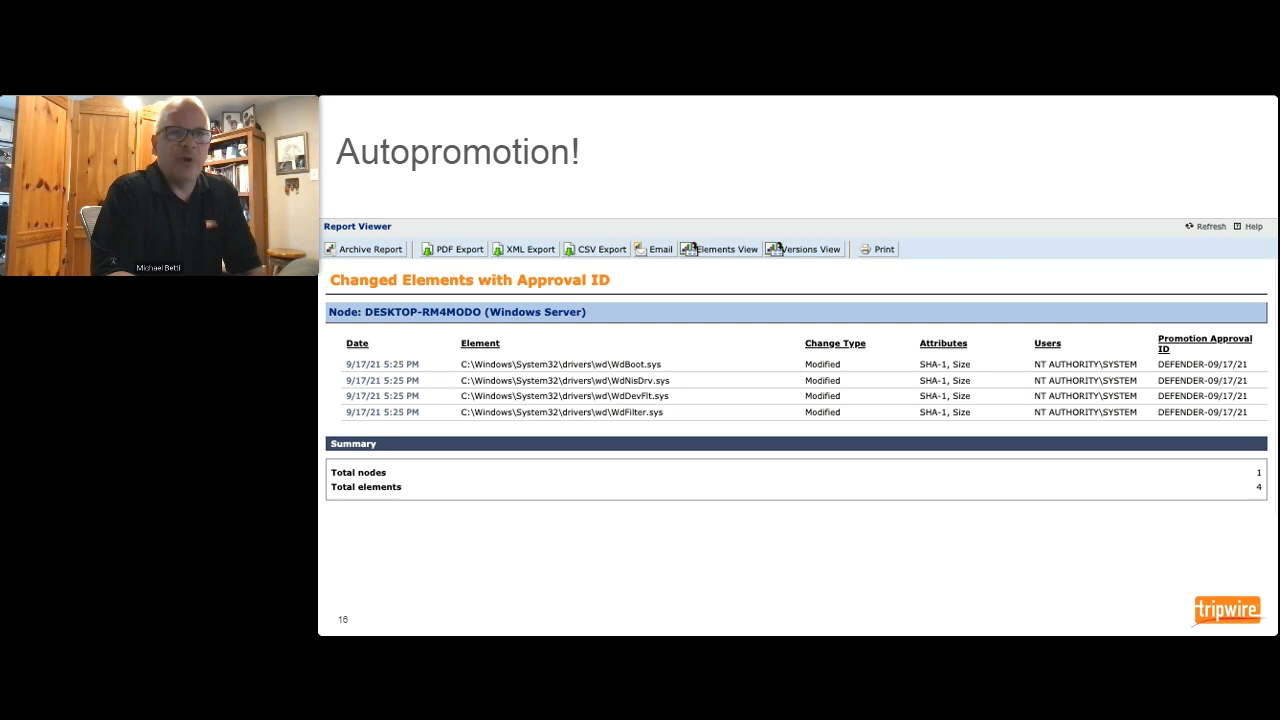 Michael Betti
Autopromotion!
Report Viewer
Refresh Help
Archive Report PDF Export XML Export CSV Export Email Elements View Versions View Print
Changed Elements with Approval ID
Node: DESKTOP-RM4MODO (Windows Server)
Date Element Change Type Attributes Users Promotion Approval ID
9/17/21 5:25 PM C:\Windows\System32\drivers\wd\WdBoot.sys Modified SHA-1, Size NT AUTHORITY\SYSTEM DEFENDER-09/17/21
9/17/21 5:25 PM C:\Windows\System32\drivers\wd\WdNisDrv.sys Modified SHA-1, Size NT AUTHORITY\SYSTEM DEFENDER-09/17/21
9/17/21 5:25 PM C:\Windows\System32\drivers\wd\WdDevFlt.sys Modified SHA-1, Size NT AUTHORITY\SYSTEM DEFENDER-09/17/21
9/17/21 5:25 PM C:\Windows\System32\drivers\wd\WdFilter.sys Modified SHA-1, Size NT AUTHORITY\SYSTEM DEFENDER-09/17/21
Summary
Total nodes 1
Total elements 4
16
tripwire